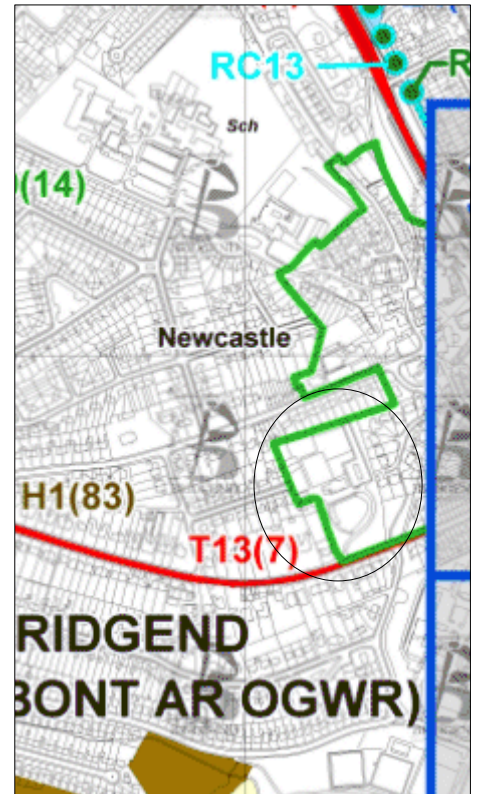 RC13
R
Sch
(14)
Newcastle
H1(83)
T13(7)
RIDGEND
BONT AR OGWR)